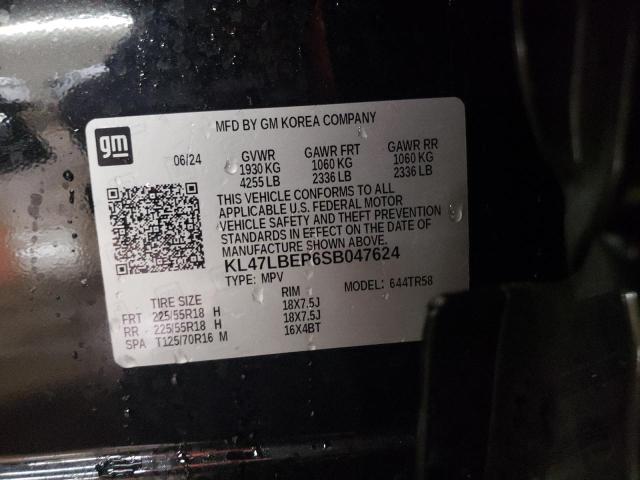 MFD BY GM KOREA COMPANY
gm
06/24 GVWR GAWR FRT GAWR RR
1930 KG 1060 KG 1060 KG
4255 LB 2336 LB 2336 LB
THIS VEHICLE CONFORMS TO ALL
APPLICABLE U.S. FEDERAL MOTOR
VEHICLE SAFETY AND THEFT PREVENTION
STANDARDS IN EFFECT ON THE DATE OF
MANUFACTURE SHOWN ABOVE.
KL47LBEP6SB047624
TYPE: MPV MODEL: 644TR58
TIRE SIZE RIM
FRT 225/55R18 H 18X7.5J
RR 225/55R18 H 18X7.5J
SPA T125/70R16 M 16X4BT